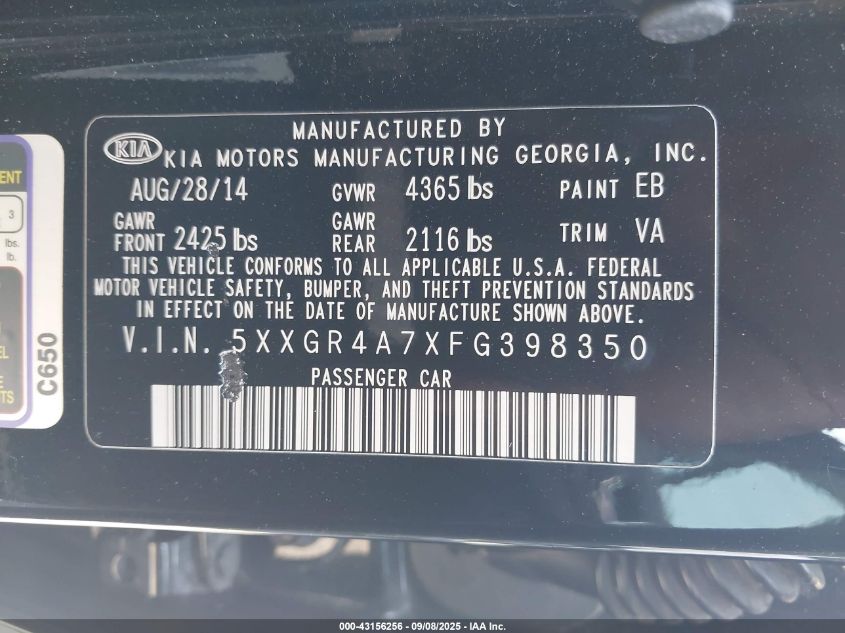 MANUFACTURED BY
KIA KIA MOTORS MANUFACTURING GEORGIA, INC.
AUG/28/14 GVWR 4365 lbs PAINT EB
GAWR FRONT 2425 lbs GAWR REAR 2116 lbs TRIM VA
THIS VEHICLE CONFORMS TO ALL APPLICABLE U.S.A. FEDERAL
MOTOR VEHICLE SAFETY, BUMPER, AND THEFT PREVENTION STANDARDS
IN EFFECT ON THE DATE OF MANUFACTURE SHOWN ABOVE.
V.I.N. 5XXGR4A7XFG398350
PASSENGER CAR
3
lbs.
lb.
C650
000-43156256 - 09/08/2025 - IAA Inc.